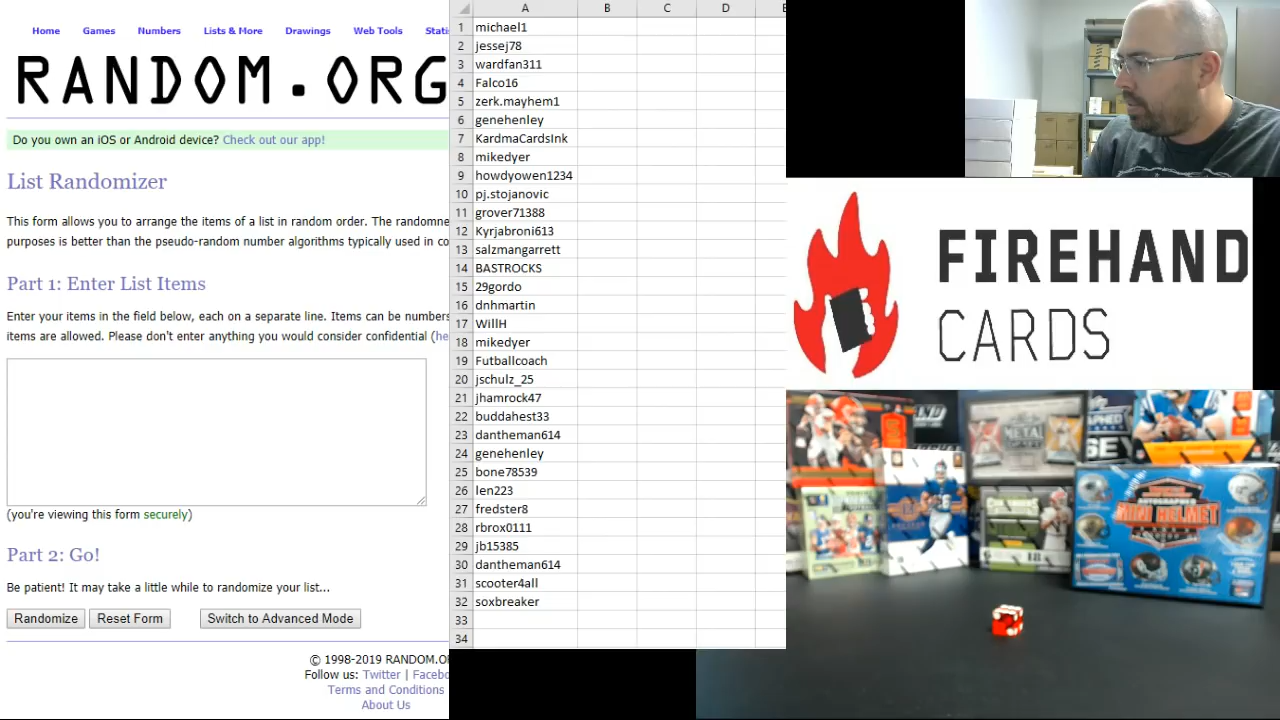 Home Games Numbers Lists & More Drawings Web Tools Stati
RANDOM.ORG
Do you own an iOS or Android device? Check out our app!
List Randomizer
This form allows you to arrange the items of a list in random order. The randomne
purposes is better than the pseudo-random number algorithms typically used in co
Part 1: Enter List Items
Enter your items in the field below, each on a separate line. Items can be numbers
items are allowed. Please don't enter anything you would consider confidential (he
(you're viewing this form securely)
Part 2: Go!
Be patient! It may take a little while to randomize your list...
Randomize Reset Form Switch to Advanced Mode
© 1998-2019 RANDOM.O
Follow us: Twitter | Facebo
Terms and Conditions
About Us
A B C D E
1 michael1
2 jessej78
3 wardfan311
4 Falco16
5 zerk.mayhem1
6 genehenley
7 KardmaCardsInk
8 mikedyer
9 howdyowen1234
10 pj.stojanovic
11 grover71388
12 Kyrjabroni613
13 salzmangarrett
14 BASTROCKS
15 29gordo
16 dnhmartin
17 WillH
18 mikedyer
19 Futballcoach
20 jschulz_25
21 jhamrock47
22 buddahest33
23 dantheman614
24 genehenley
25 bone78539
26 len223
27 fredster8
28 rbrox0111
29 jb15385
30 dantheman614
31 scooter4all
32 soxbreaker
33
34
FIREHAND
CARDS
METAL
AUTOGRAPHED
MINI HELMET